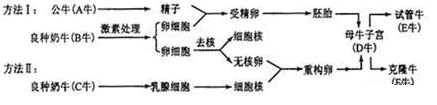 方法Ⅰ: 公牛(A牛) 精子 受精卵 胚胎 试管牛
(E牛)
良种奶牛(B牛) 激素处理 卵细胞
卵细胞 去核 细胞核
无核卵
母牛子宫
(D牛)
方法Ⅱ: 重构卵 克隆牛
良种奶牛(C牛) 乳腺细胞 细胞核